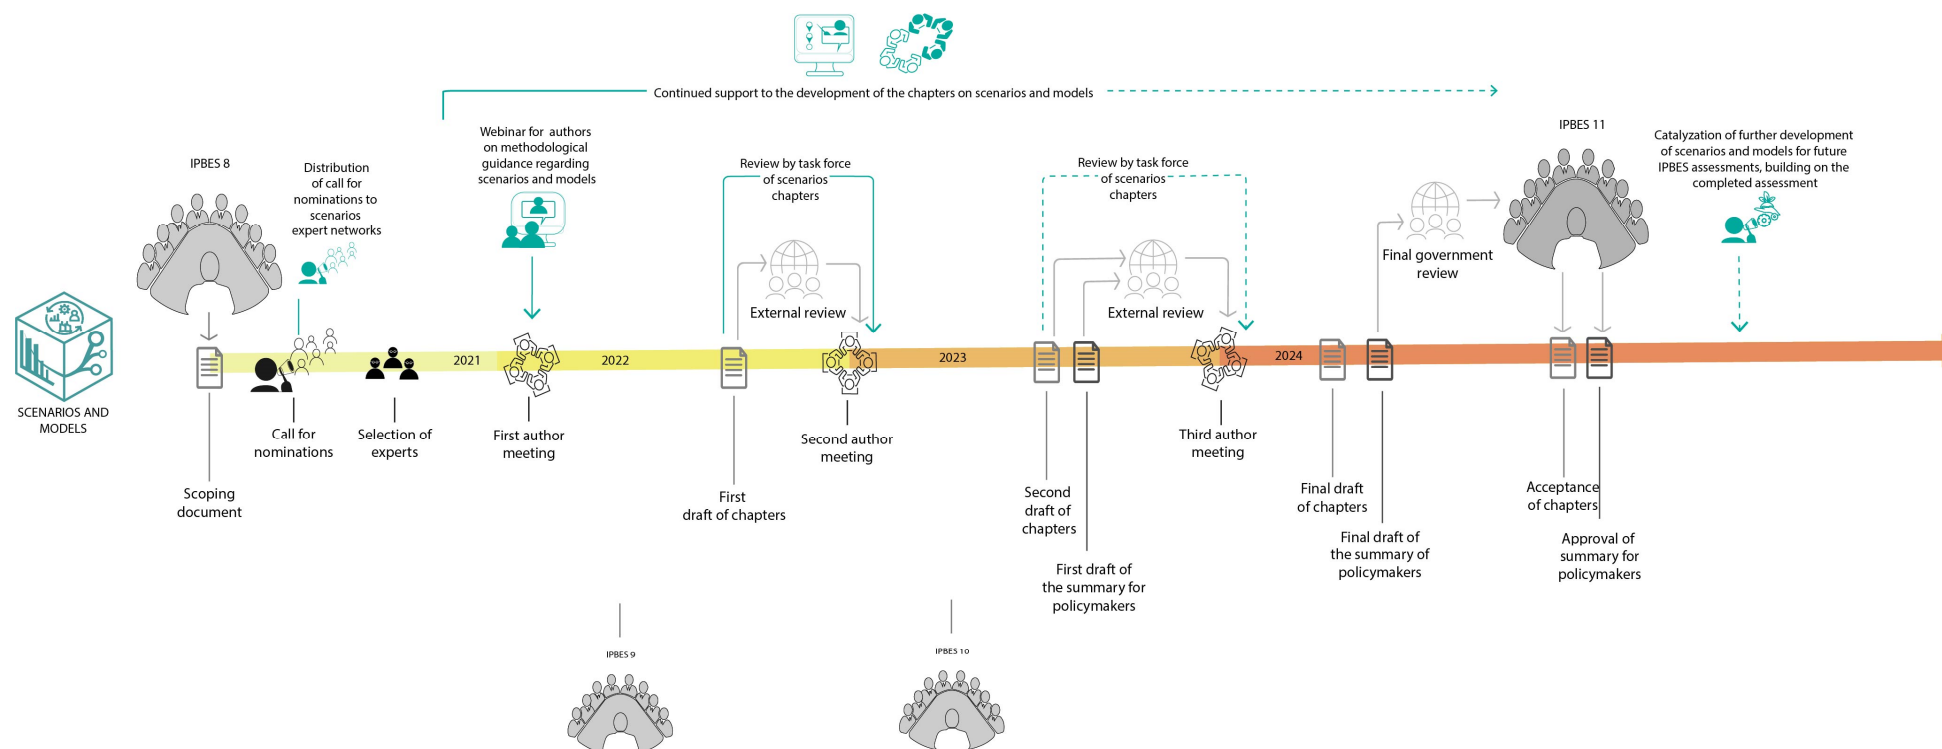 Continued support to the development of the chapters on scenarios and models
IPBES 8
Distribution
of call for
nominations to
scenarios
expert networks
Webinar for authors
on methodological
guidance regarding
scenarios and models
Review by task force
of scenarios
chapters
External review
Review by task force
of scenarios
chapters
External review
Final government
review
IPBES 11
Catalyzation of further development
of scenarios and models for future
IPBES assessments, building on the
completed assessment
SCENARIOS AND
MODELS
2021
2022
2023
2024
Scoping
document
Call for
nominations
Selection of
experts
First author
meeting
First
draft of chapters
Second author
meeting
Second
draft of
chapters
First draft of
the summary for
policymakers
Third author
meeting
Final draft
of chapters
Final draft of
the summary of
policymakers
Acceptance
of chapters
Approval of
summary for
policymakers
IPBES 9
IPBES 10